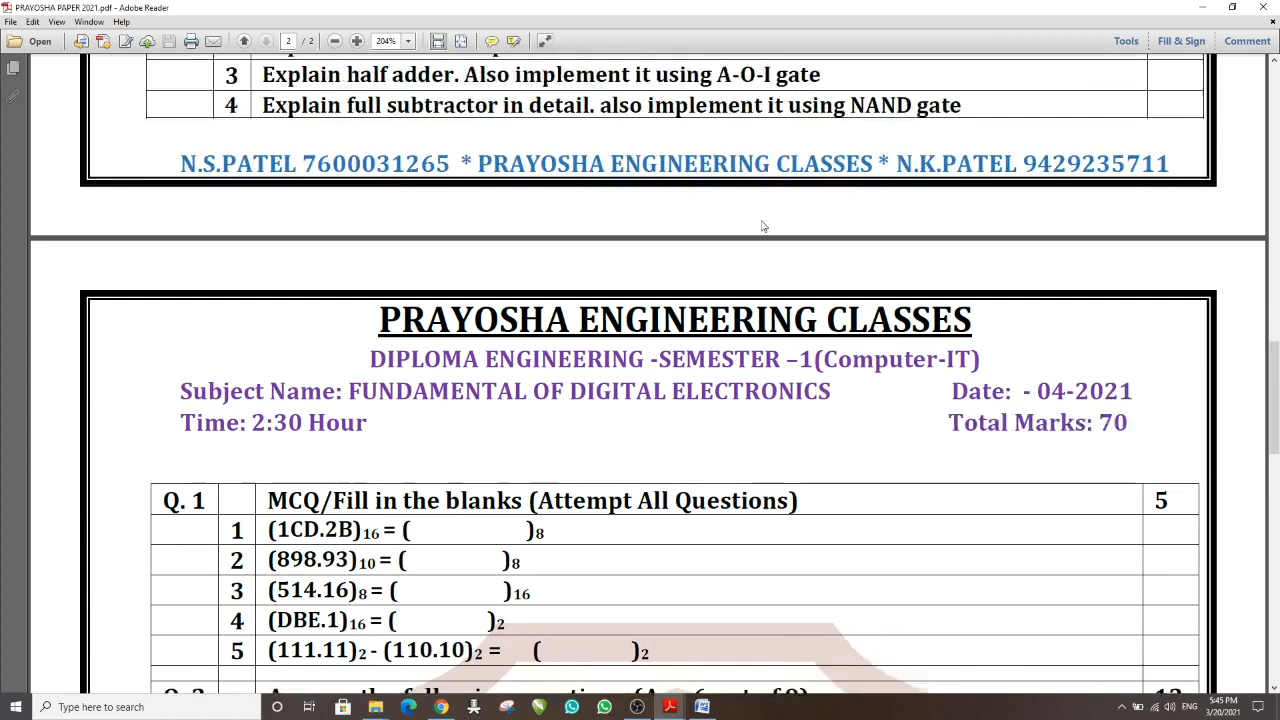 PRAYOSHA PAPER 2021.pdf - Adobe Reader
File Edit View Window Help
Open 2 / 2 204% Tools Fill & Sign Comment
3 Explain half adder. Also implement it using A-O-I gate
4 Explain full subtractor in detail. also implement it using NAND gate
N.S.PATEL 7600031265 * PRAYOSHA ENGINEERING CLASSES * N.K.PATEL 9429235711
PRAYOSHA ENGINEERING CLASSES
DIPLOMA ENGINEERING -SEMESTER –1(Computer-IT)
Subject Name: FUNDAMENTAL OF DIGITAL ELECTRONICS Date: - 04-2021
Time: 2:30 Hour Total Marks: 70
Q. 1 MCQ/Fill in the blanks (Attempt All Questions) 5
1 (1CD.2B)16 = ( )8
2 (898.93)10 = ( )8
3 (514.16)8 = ( )16
4 (DBE.1)16 = ( )2
5 (111.11)2 - (110.10)2 = ( )2
Type here to search
ENG 5:45 PM
3/20/2021